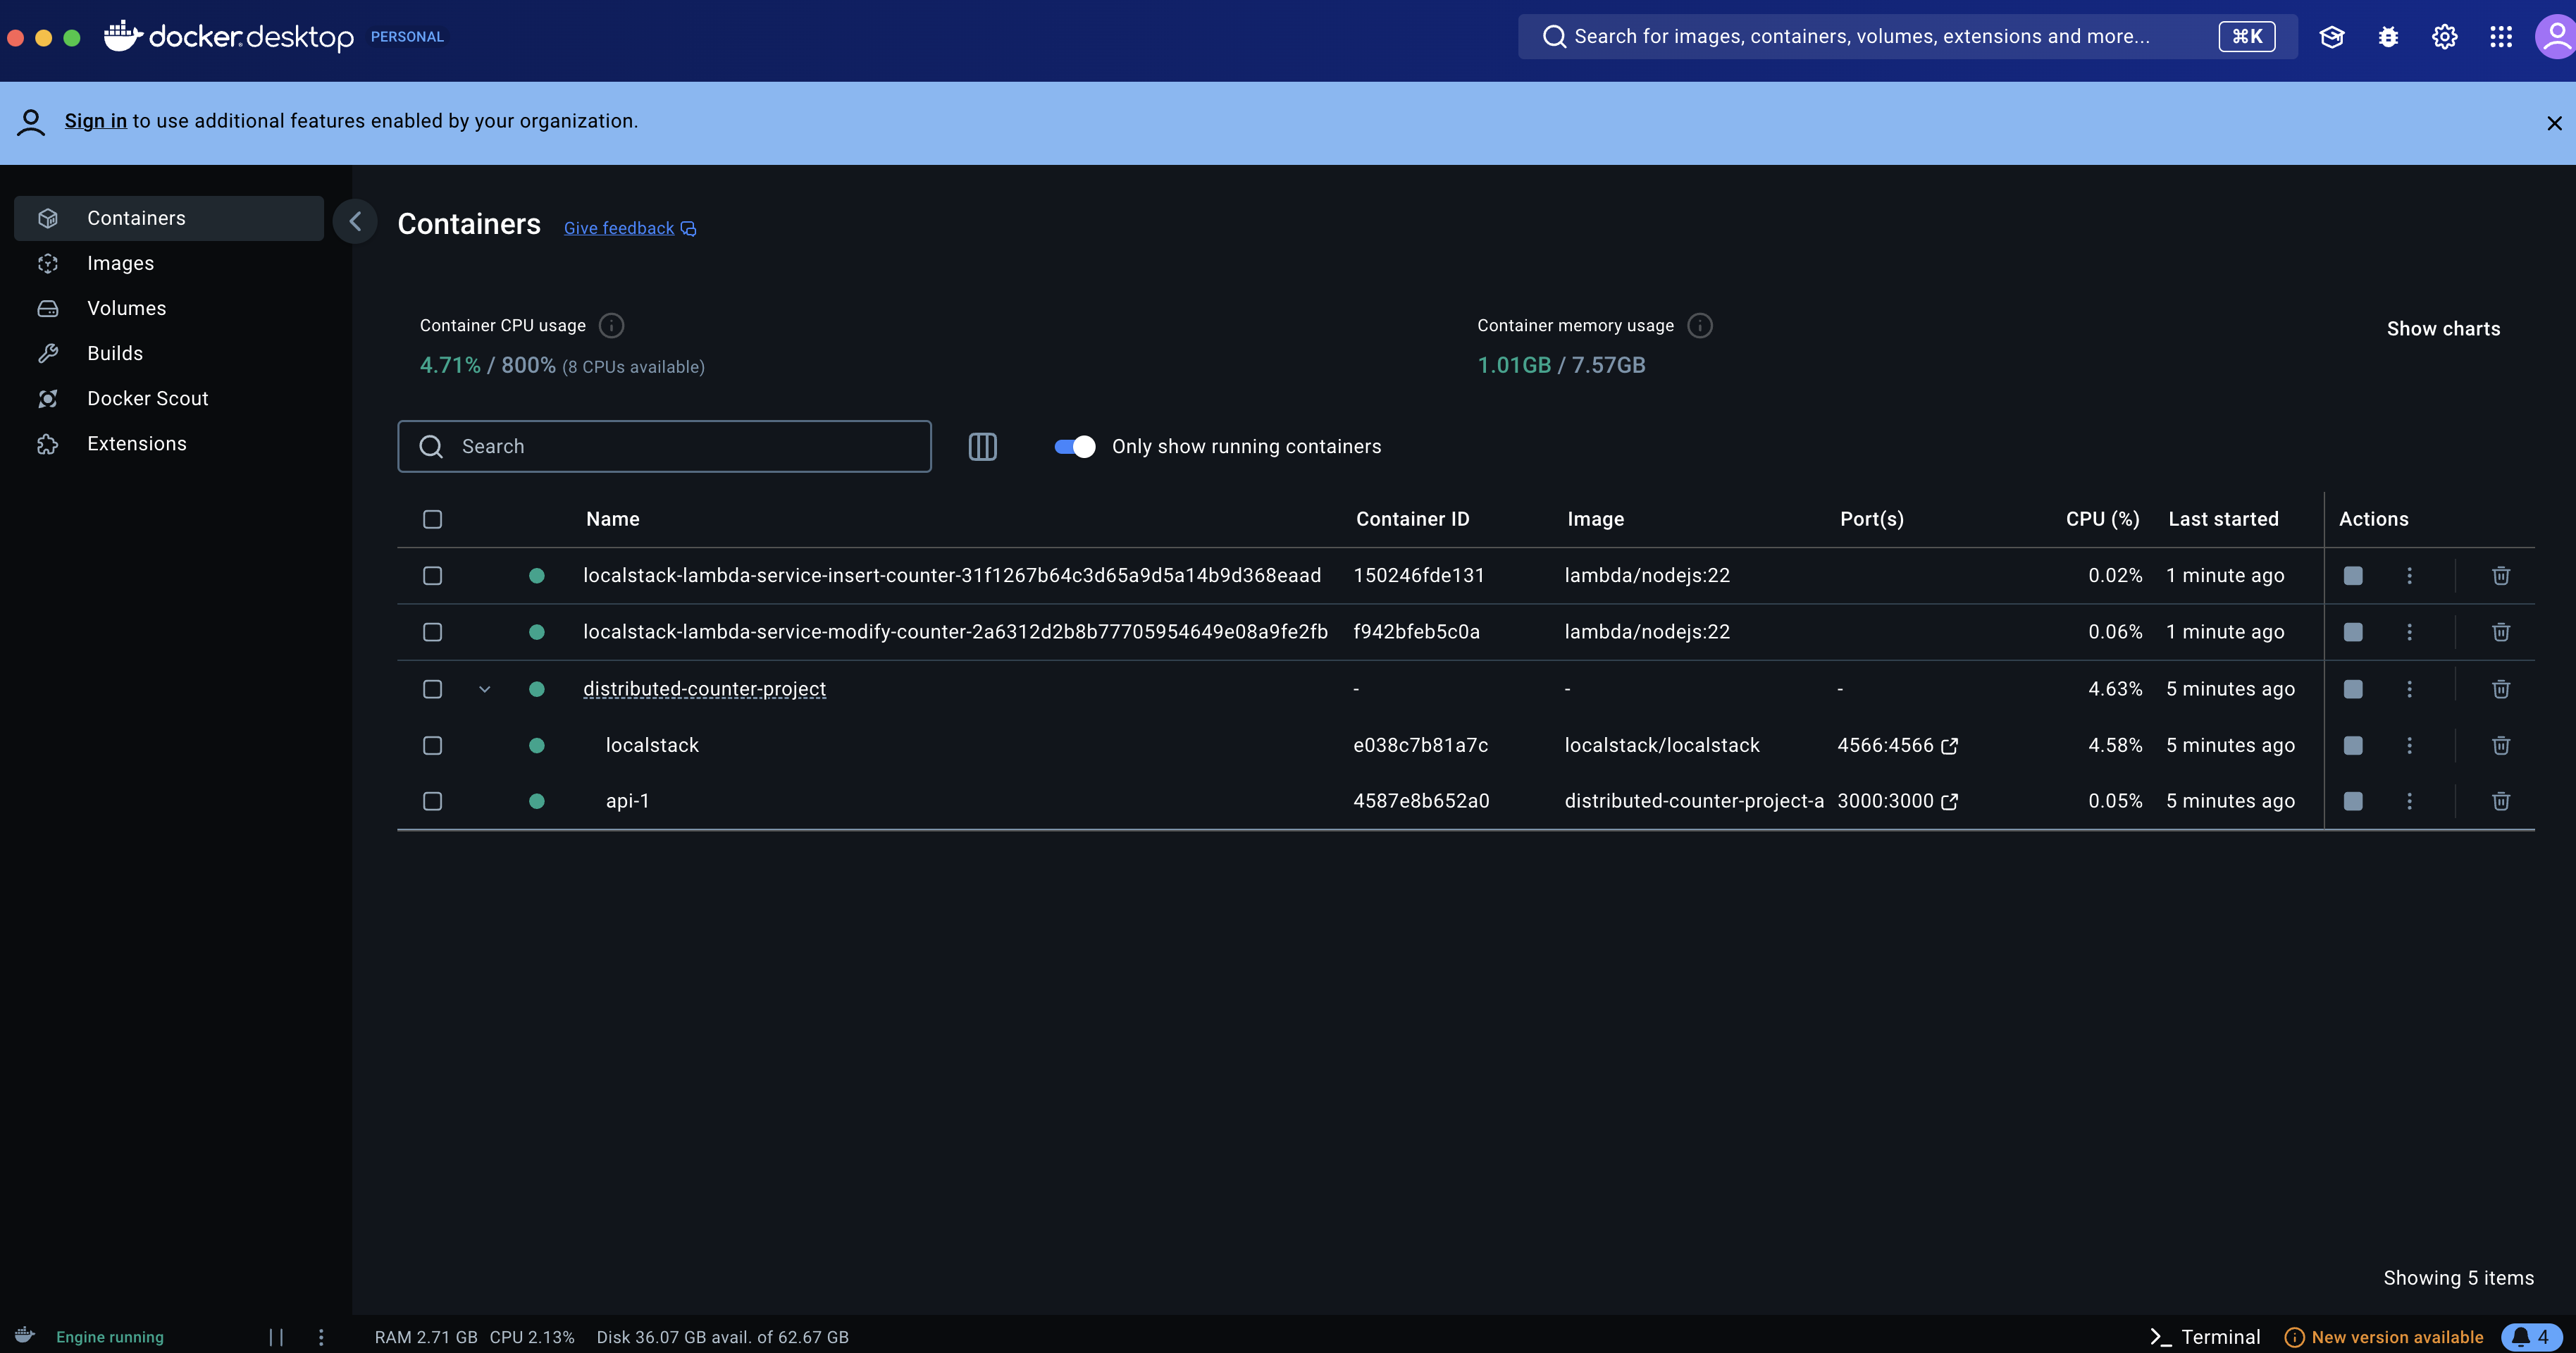 docker.desktop PERSONAL
Search for images, containers, volumes, extensions and more... ⌘K
Sign in to use additional features enabled by your organization.
Containers
Images
Volumes
Builds
Docker Scout
Extensions
Containers Give feedback
Container CPU usage
4.71% / 800% (8 CPUs available)
Container memory usage
1.01GB / 7.57GB
Show charts
Search
Only show running containers
Name Container ID Image Port(s) CPU (%) Last started Actions
localstack-lambda-service-insert-counter-31f1267b64c3d65a9d5a14b9d368eaad 150246fde131 lambda/nodejs:22 0.02% 1 minute ago
localstack-lambda-service-modify-counter-2a6312d2b8b77705954649e08a9fe2fb f942bfeb5c0a lambda/nodejs:22 0.06% 1 minute ago
distributed-counter-project - - - 4.63% 5 minutes ago
localstack e038c7b81a7c localstack/localstack 4566:4566 4.58% 5 minutes ago
api-1 4587e8b652a0 distributed-counter-project-a 3000:3000 0.05% 5 minutes ago
Showing 5 items
Engine running RAM 2.71 GB CPU 2.13% Disk 36.07 GB avail. of 62.67 GB Terminal New version available 4